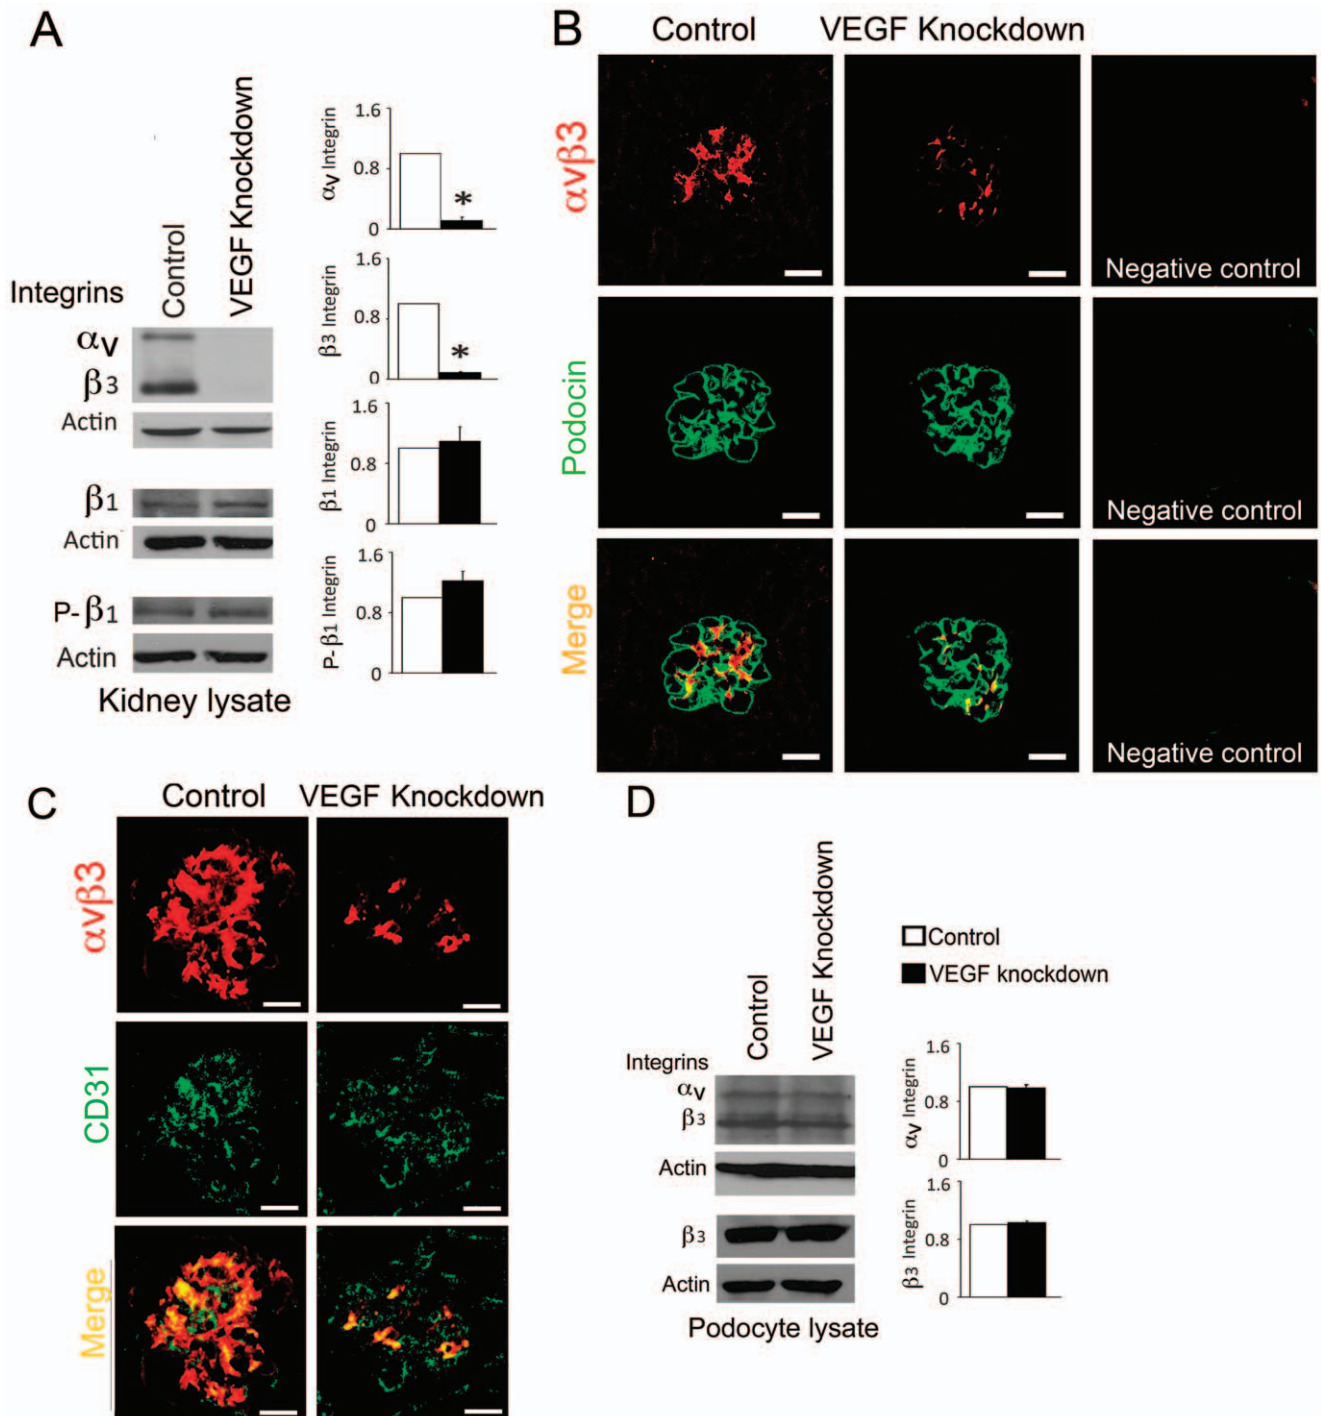 A
Control
VEGF Knockdown
Integrins
αv
β3
Actin
β1
Actin
P-β1
Actin
Kidney lysate
1.6
0.8
0
αv Integrin
*
1.6
0.8
0
β3 Integrin
*
1.6
0.8
0
β1 Integrin
1.6
0.8
0
P-β1 Integrin
B
Control
VEGF Knockdown
αvβ3
Negative control
Podocin
Negative control
Merge
Negative control
C
Control
VEGF Knockdown
αvβ3
CD31
Merge
D
Control
VEGF Knockdown
Integrins
αv
β3
Actin
β3
Actin
Podocyte lysate
Control
VEGF knockdown
1.6
0.8
0
αv Integrin
1.6
0.8
0
β3 Integrin